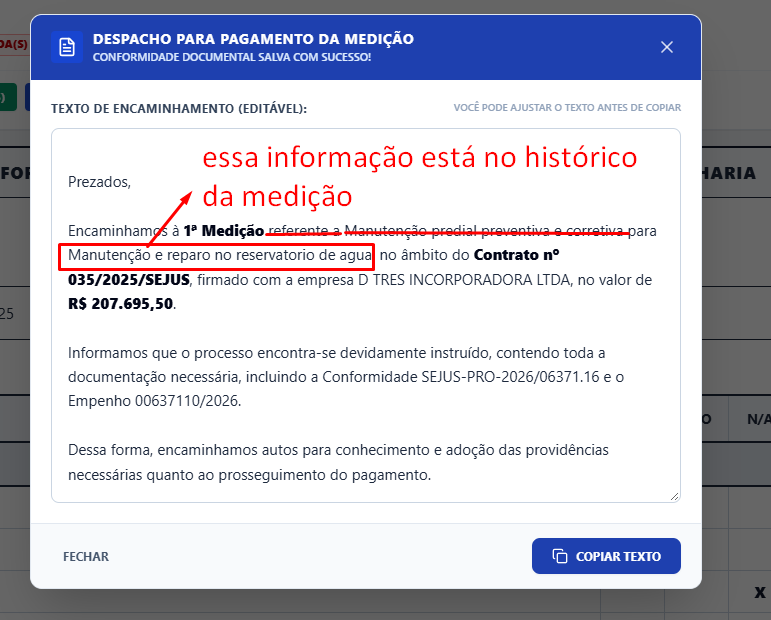 DA(S)
DESPACHO PARA PAGAMENTO DA MEDIÇÃO
CONFORMIDADE DOCUMENTAL SALVA COM SUCESSO!
TEXTO DE ENCAMINHAMENTO (EDITÁVEL):
VOCÊ PODE AJUSTAR O TEXTO ANTES DE COPIAR
essa informação está no histórico
da medição
FOR
HARIA
Prezados,
Encaminhamos à 1ª Medição referente a Manutenção predial preventiva e corretiva para
Manutenção e reparo no reservatorio de agua, no âmbito do Contrato nº
035/2025/SEJUS, firmado com a empresa D TRES INCORPORADORA LTDA, no valor de
R$ 207.695,50.
25
Informamos que o processo encontra-se devidamente instruído, contendo toda a
documentação necessária, incluindo a Conformidade SEJUS-PRO-2026/06371.16 e o
Empenho 00637110/2026.
O
N/A
Dessa forma, encaminhamos autos para conhecimento e adoção das providências
necessárias quanto ao prosseguimento do pagamento.
FECHAR
COPIAR TEXTO
X